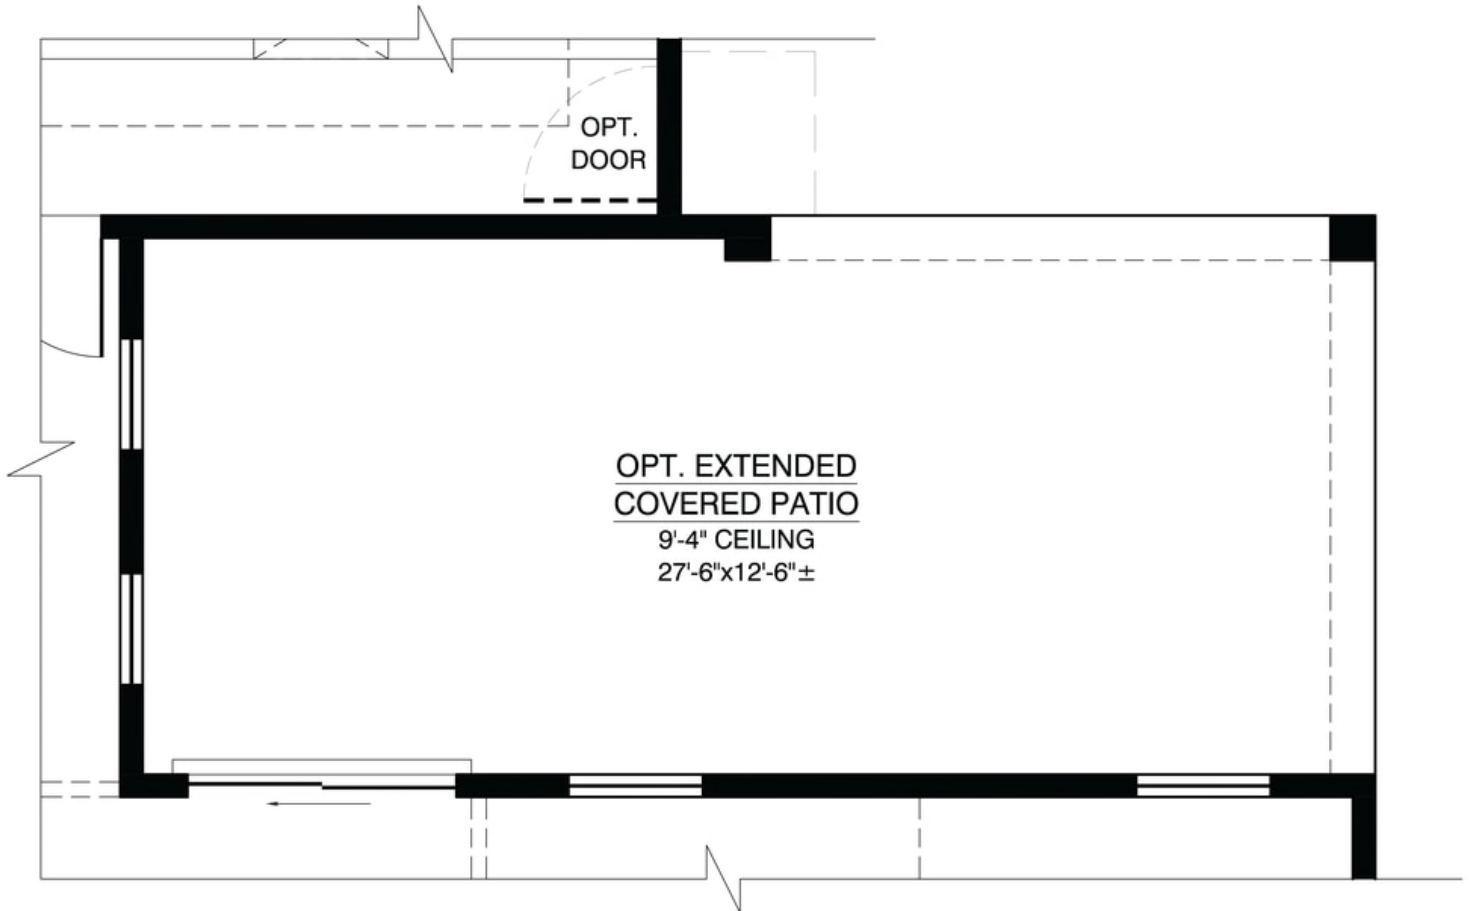 OPT.
DOOR
OPT. EXTENDED
COVERED PATIO
9'-4" CEILING
27'-6"x12'-6"±